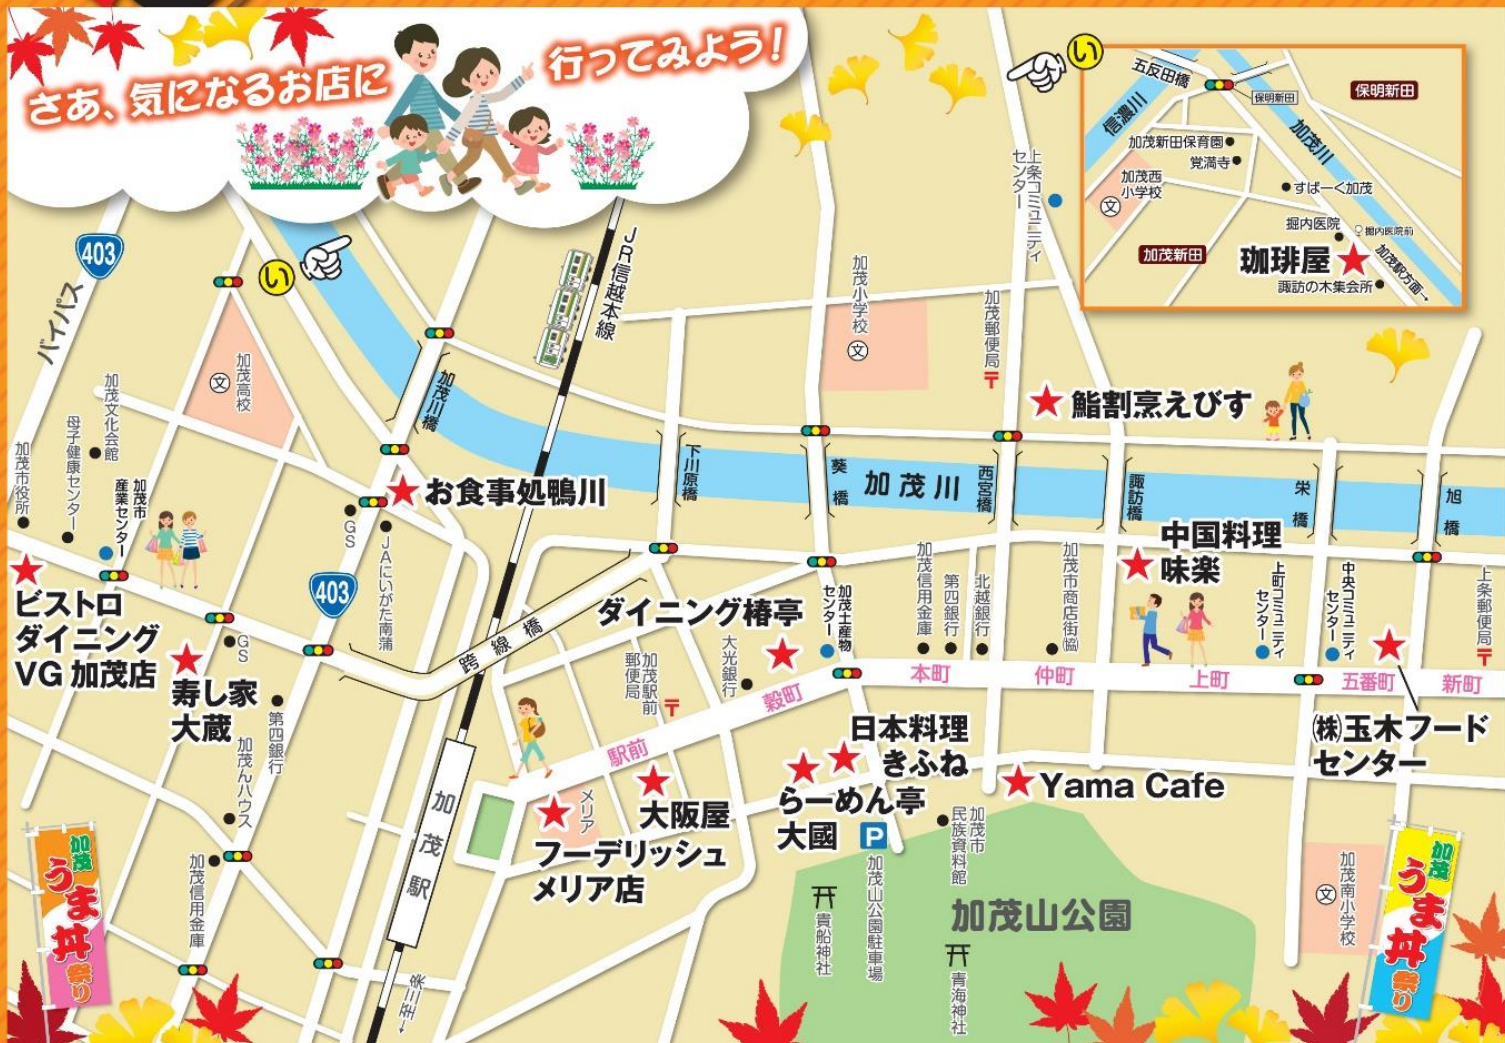 さあ、気になるお店に
行ってみよう!
い
五反田橋
保明新田
保明新田
信濃川
加茂川
加茂新田保育園
覚満寺
加茂西
小学校
文
すぱーく加茂
堀内医院
堀内医院前
加茂新田
珈琲屋
加茂駅方面→
諏訪の木集会所
403
バイパス
い
JR信越本線
上条コミュニティ
センター
加茂小学校
文
加茂郵便局
〒
加茂高校
文
加茂文化会館
母子健康センター
加茂市役所
加茂市
産業センター
加茂川橋
鮨割烹えびす
お食事処鴨川
下川原橋
葵橋
加茂川
西宮橋
諏訪橋
栄橋
旭橋
GS
JAにいがた南蒲
403
中国料理
味楽
ビストロ
ダイニング
VG 加茂店
GS
寿し家
大蔵
第四銀行
跨線橋
ダイニング椿亭
加茂土産物
センター
加茂信用金庫
第四銀行
北越銀行
加茂市商店街(協)
上町コミュニティ
センター
中央コミュニティ
センター
上条郵便局
〒
加茂駅前
郵便局
〒
大光銀行
穀町
本町
仲町
上町
五番町
新町
(株)玉木フード
センター
駅前
日本料理
きふね
らーめん亭
大國
P
Yama Cafe
加茂んハウス
加茂信用金庫
加茂駅
メリア
大阪屋
フーデリッシュ
メリア店
加茂市
民族資料館
加茂山公園駐車場
貴船神社
加茂山公園
青海神社
加茂南小学校
文
←至三条
加茂
うま丼
祭り
加茂
うま丼
祭り